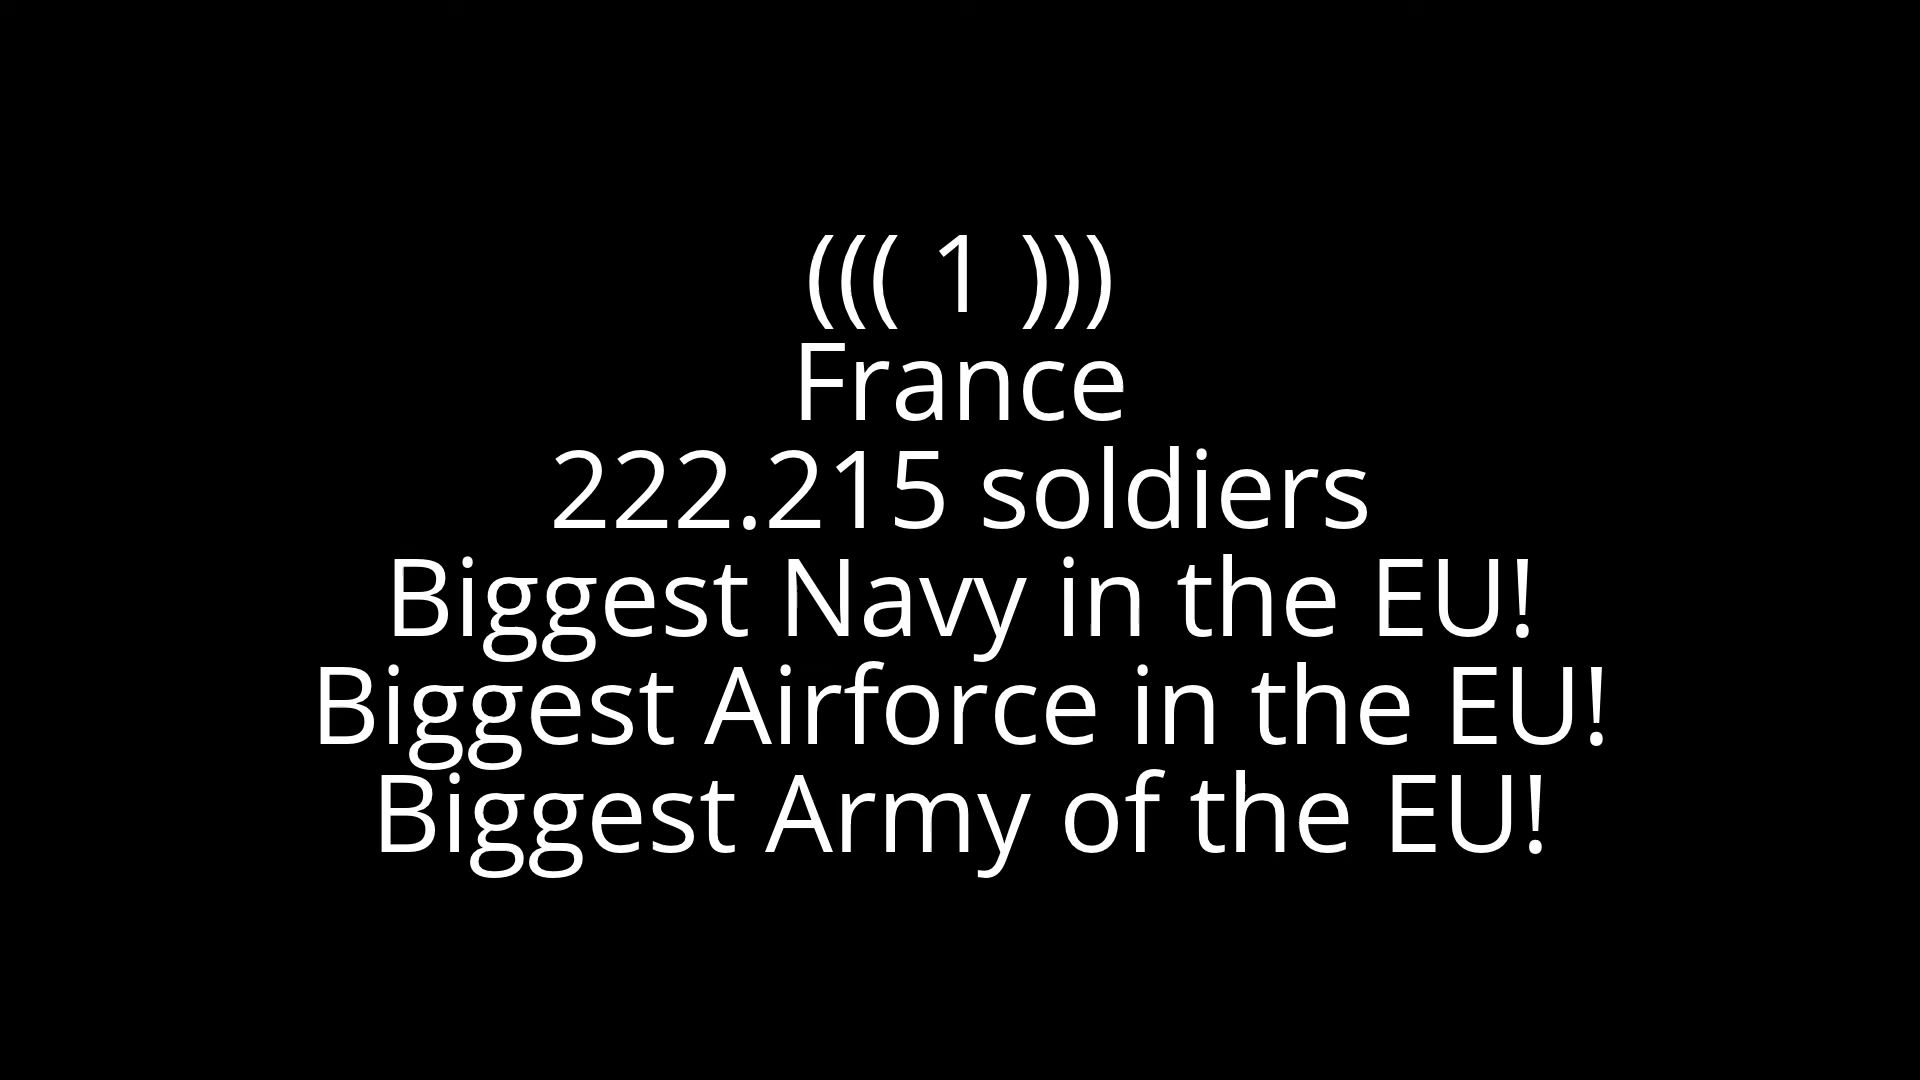 ((( 1 )))
France
222.215 soldiers
Biggest Navy in the EU!
Biggest Airforce in the EU!
Biggest Army of the EU!